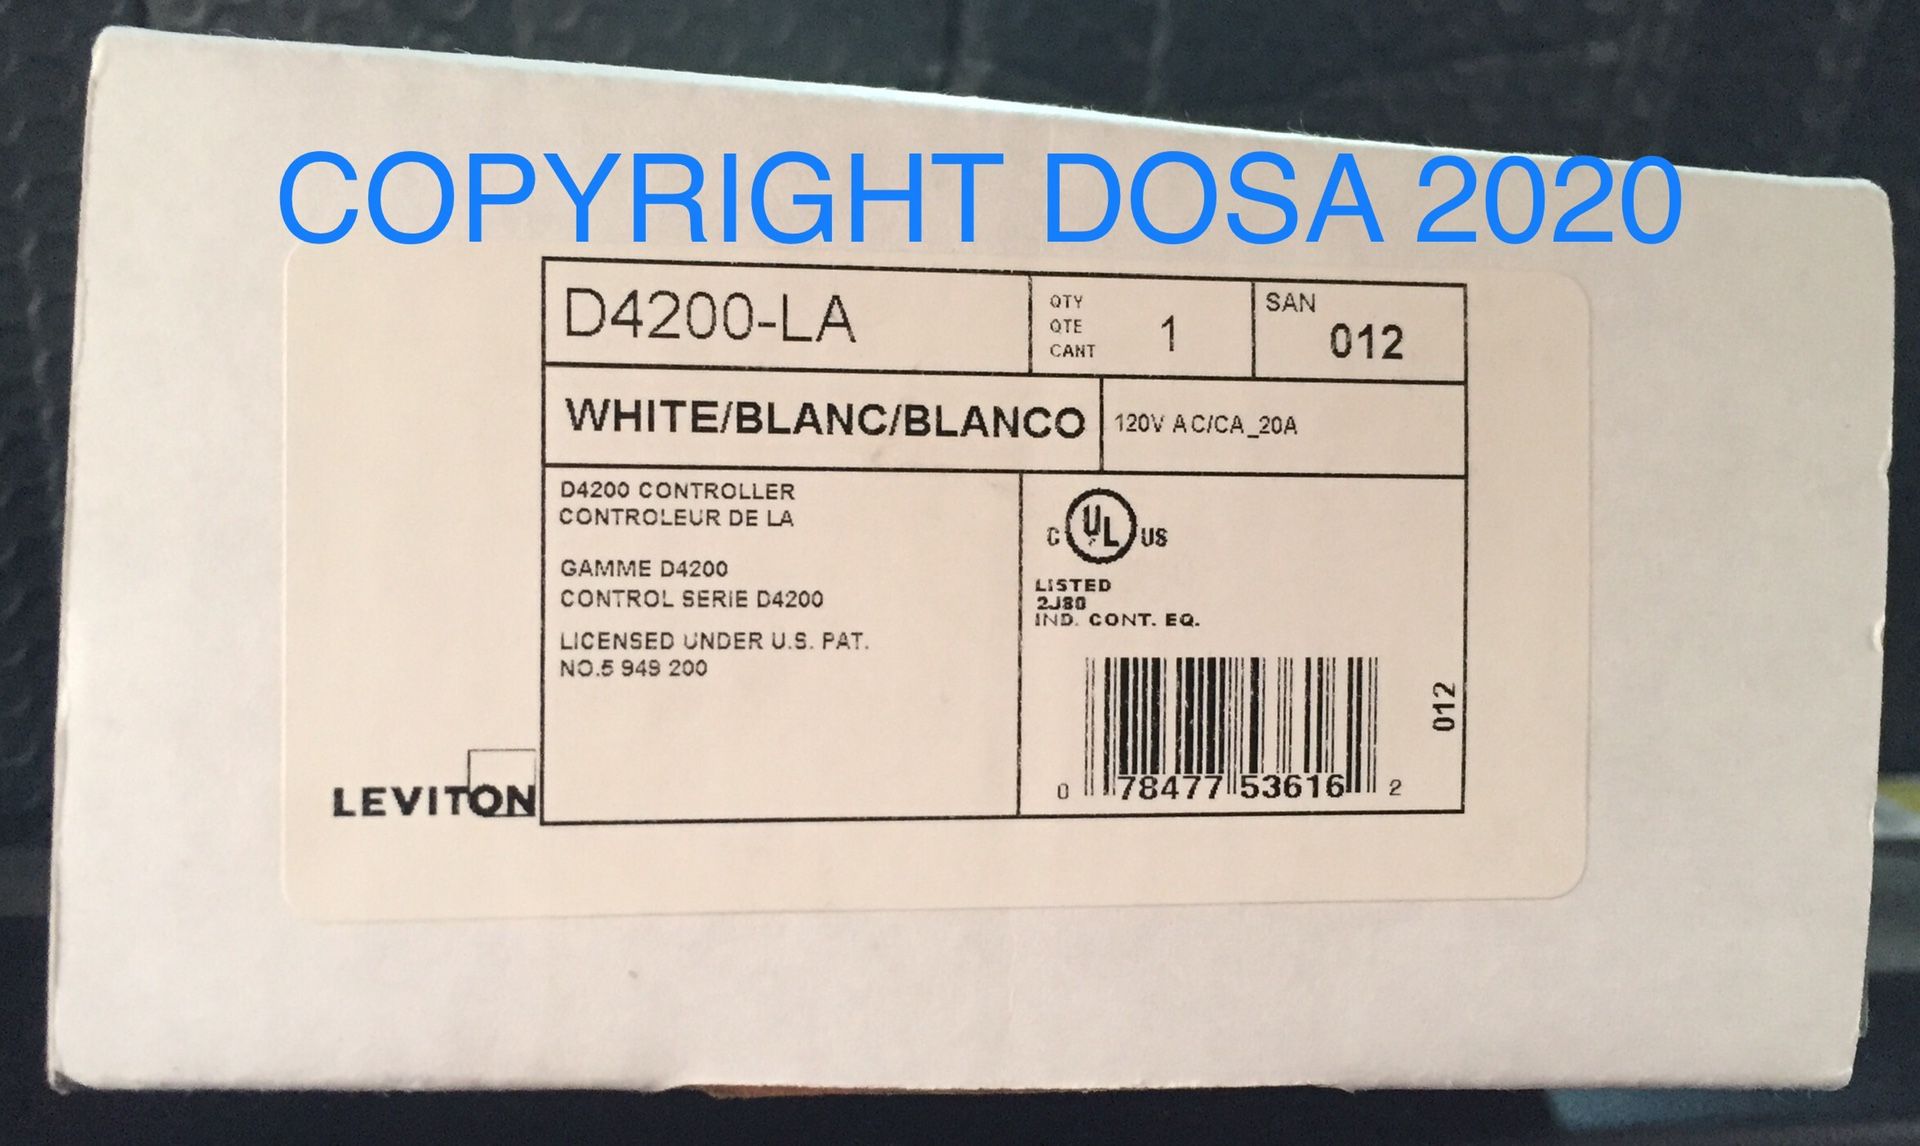 COPYRIGHT DOSA 2020
D4200-LA
QTY
QTE
CANT
1
SAN
012
WHITE/BLANC/BLANCO
120V AC/CA_20A
D4200 CONTROLLER
CONTROLEUR DE LA
GAMME D4200
CONTROL SERIE D4200
LICENSED UNDER U.S. PAT.
NO.5 949 200
C UL US
LISTED
2J80
IND. CONT. EQ.
0 78477 53616 2
012
LEVITON